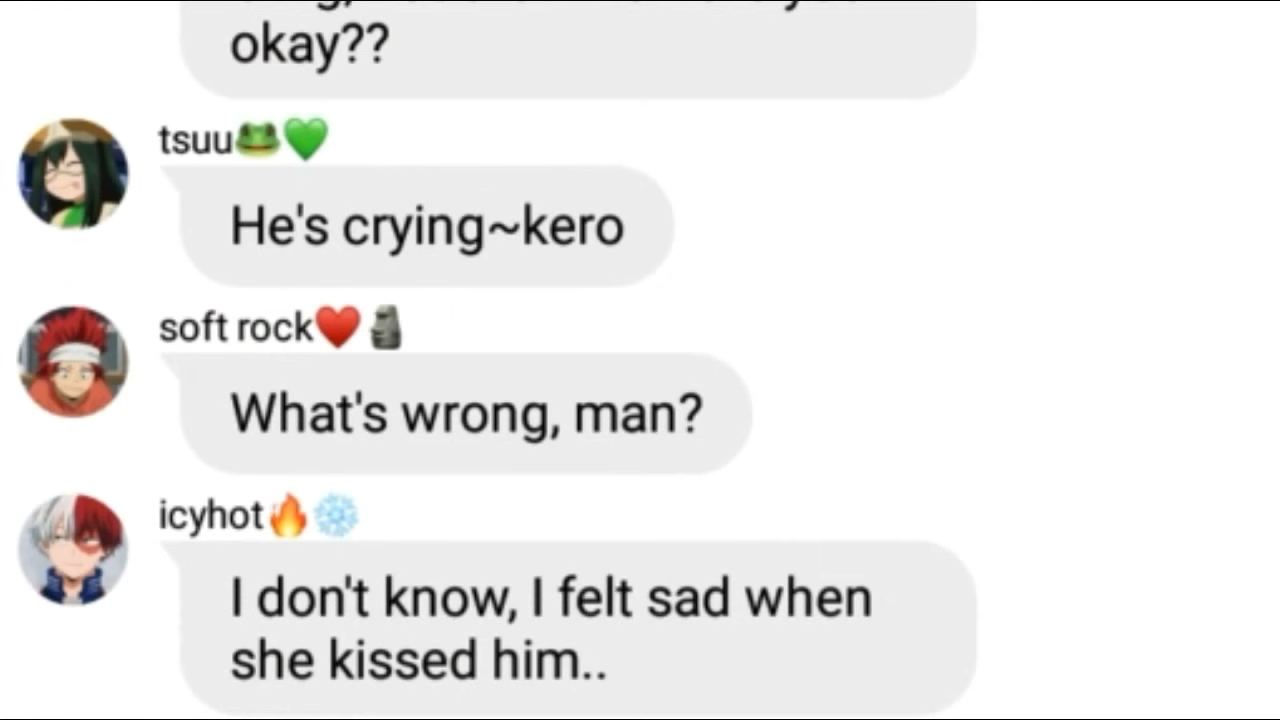 okay??
tsuu🐸💚
He's crying~kero
soft rock❤️🗿
What's wrong, man?
icyhot🔥❄️
I don't know, I felt sad when
she kissed him..